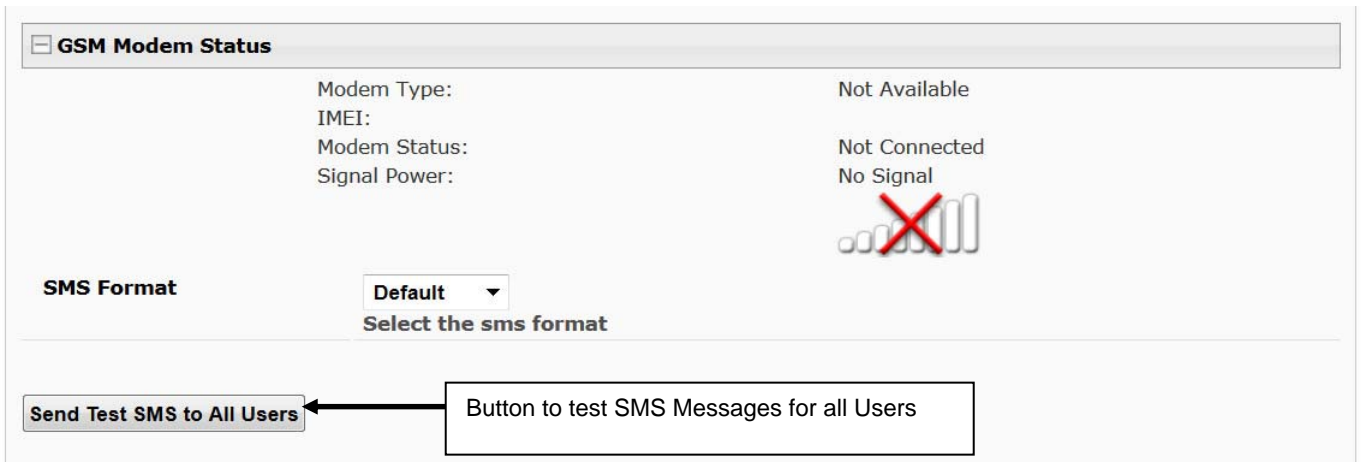 GSM Modem Status
Modem Type: Not Available
IMEI:
Modem Status: Not Connected
Signal Power: No Signal
SMS Format Default
Select the sms format
Send Test SMS to All Users Button to test SMS Messages for all Users